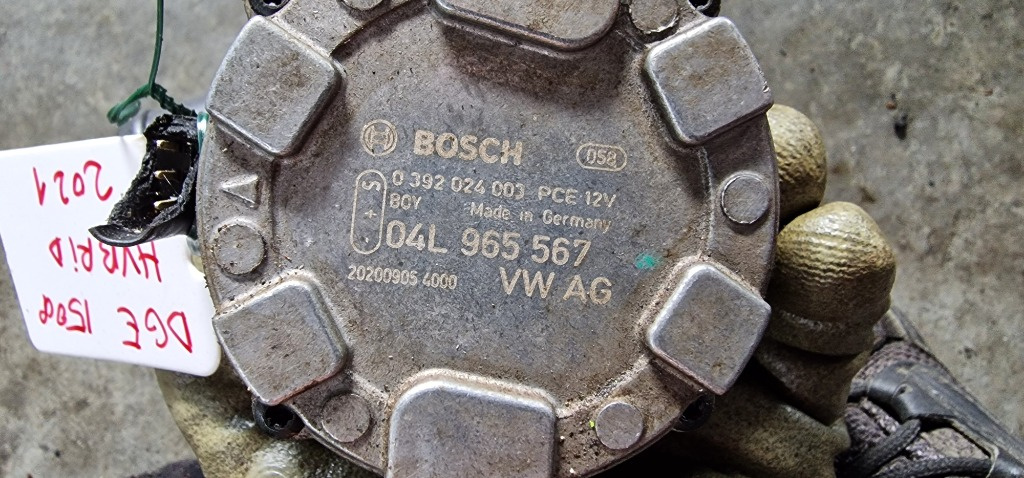 BOSCH
058
0 392 024 003 PCE 12V
S
+
-
BOY Made in Germany
04L 965 567
20200905 4000
VW AG
DGE 1508
HYBRiD
2021